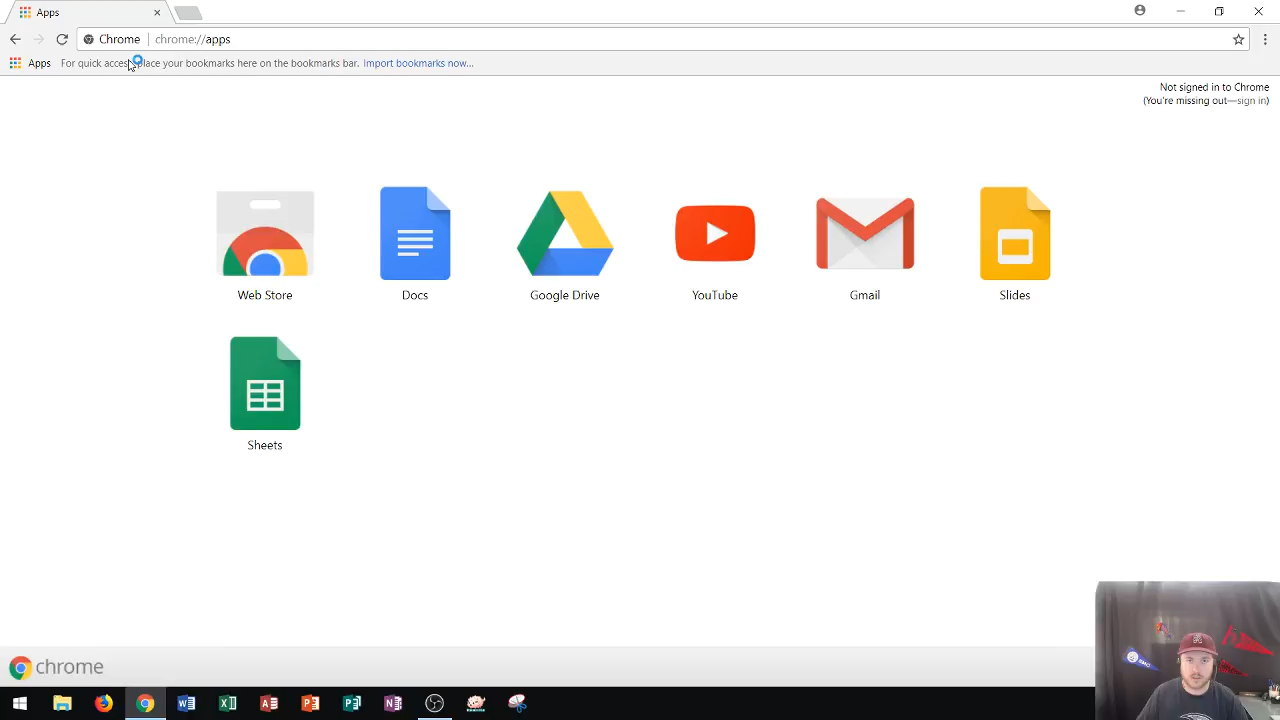 Apps
Chrome chrome://apps
Apps For quick access, place your bookmarks here on the bookmarks bar. Import bookmarks now...
Not signed in to Chrome
(You're missing out—sign in)
Web Store Docs Google Drive YouTube Gmail Slides
Sheets
chrome